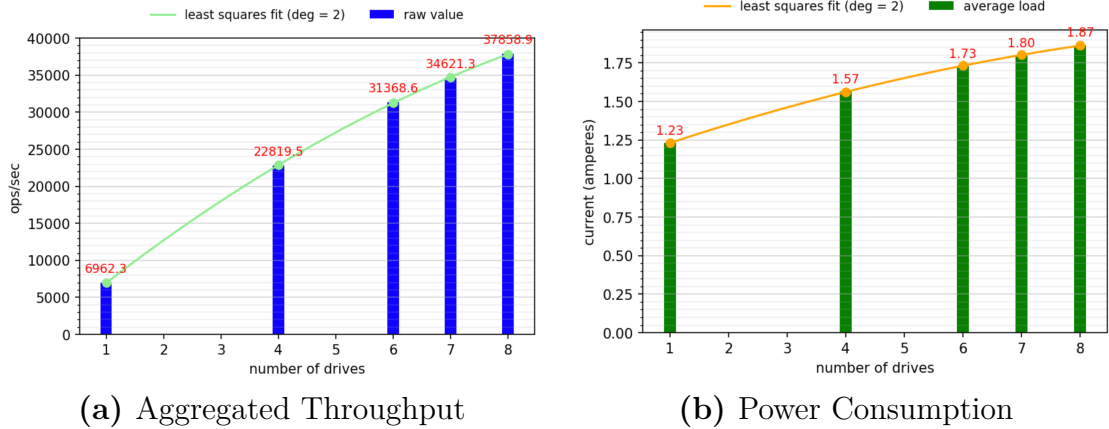 least squares fit (deg = 2) raw value
40000
35000
30000
25000
20000
15000
10000
5000
0
ops/sec
6962.3
22819.5
31368.6
34621.3
37858.9
1 2 3 4 5 6 7 8
number of drives
(a) Aggregated Throughput
least squares fit (deg = 2) average load
1.75
1.50
1.25
1.00
0.75
0.50
0.25
0.00
current (amperes)
1.23
1.57
1.73
1.80
1.87
1 2 3 4 5 6 7 8
number of drives
(b) Power Consumption